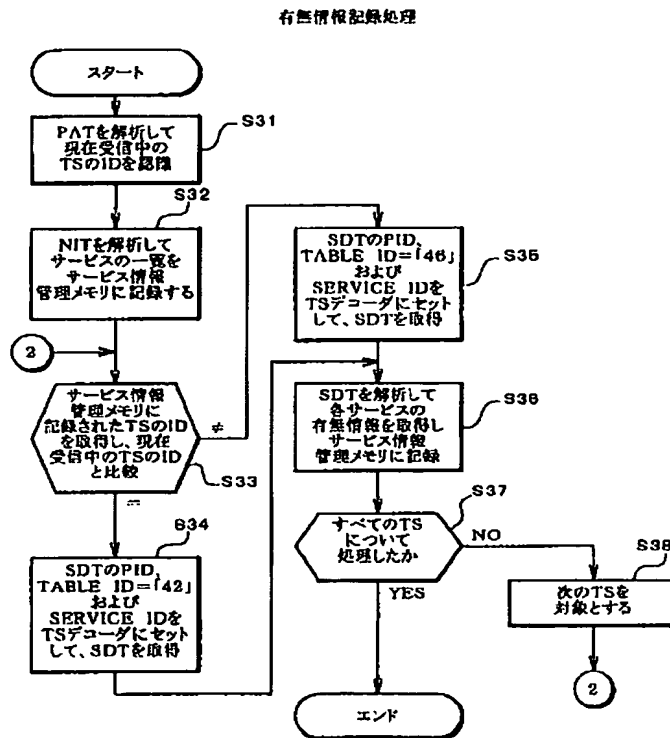 有無情報記録処理
スタート
PATを解析して
現在受信中の
TSのIDを認識
S31
S32
NITを解析して
サービスの一覧を
サービス情報
管理メモリに記録する
2
サービス情報
管理メモリに
記録されたTSのID
を取得し、現在
受信中のTSのID
と比較
≠
S33
=
S34
SDTのPID、
TABLE ID=「42」
および
SERVICE IDを
TSデコーダにセット
して、SDTを取得
SDTのPID、
TABLE ID=「46」
および
SERVICE IDを
TSデコーダにセット
して、SDTを取得
S35
SDTを解析して
各サービスの
有無情報を取得し
サービス情報
管理メモリに記録
S36
S37
すべてのTS
について
処理したか
NO
YES
S38
次のTSを
対象とする
2
エンド